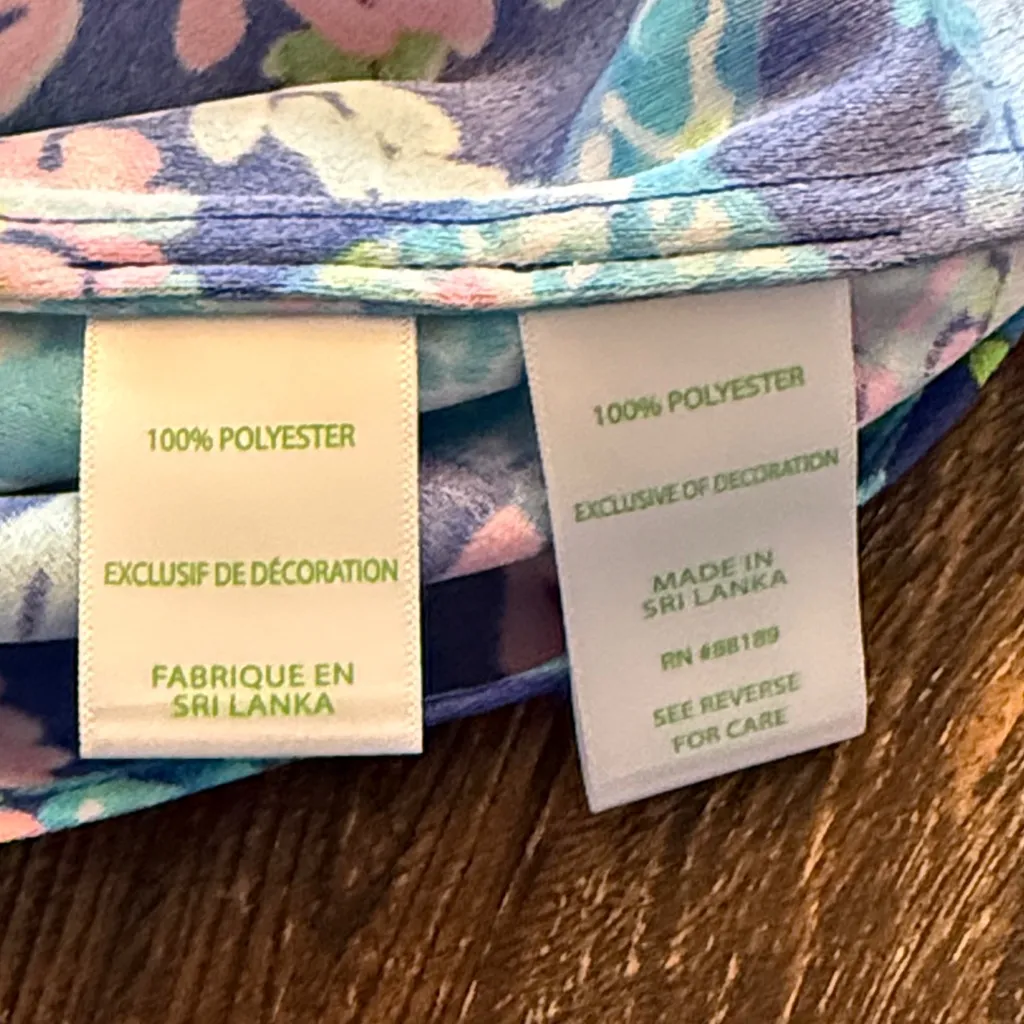 100% POLYESTER
EXCLUSIF DE DÉCORATION
FABRIQUE EN
SRI LANKA
100% POLYESTER
EXCLUSIVE OF DECORATION
MADE IN
SRI LANKA
RN #88189
SEE REVERSE
FOR CARE